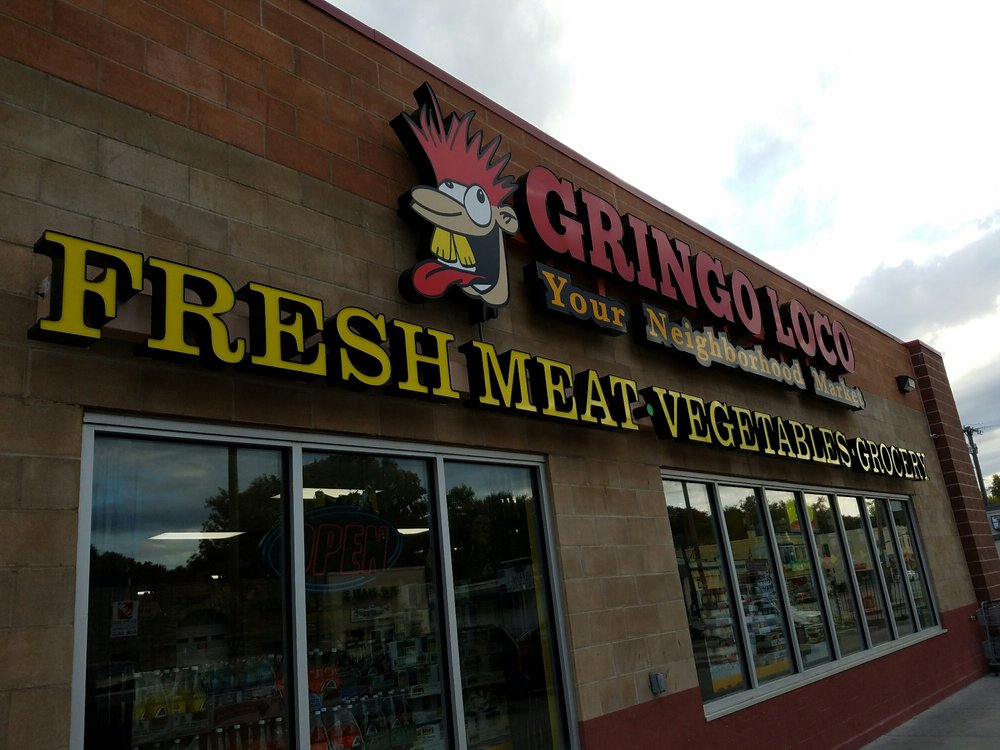 GRINGO LOCO
Your Neighborhood Market
FRESH MEAT · VEGETABLES · GROCERY
OPEN